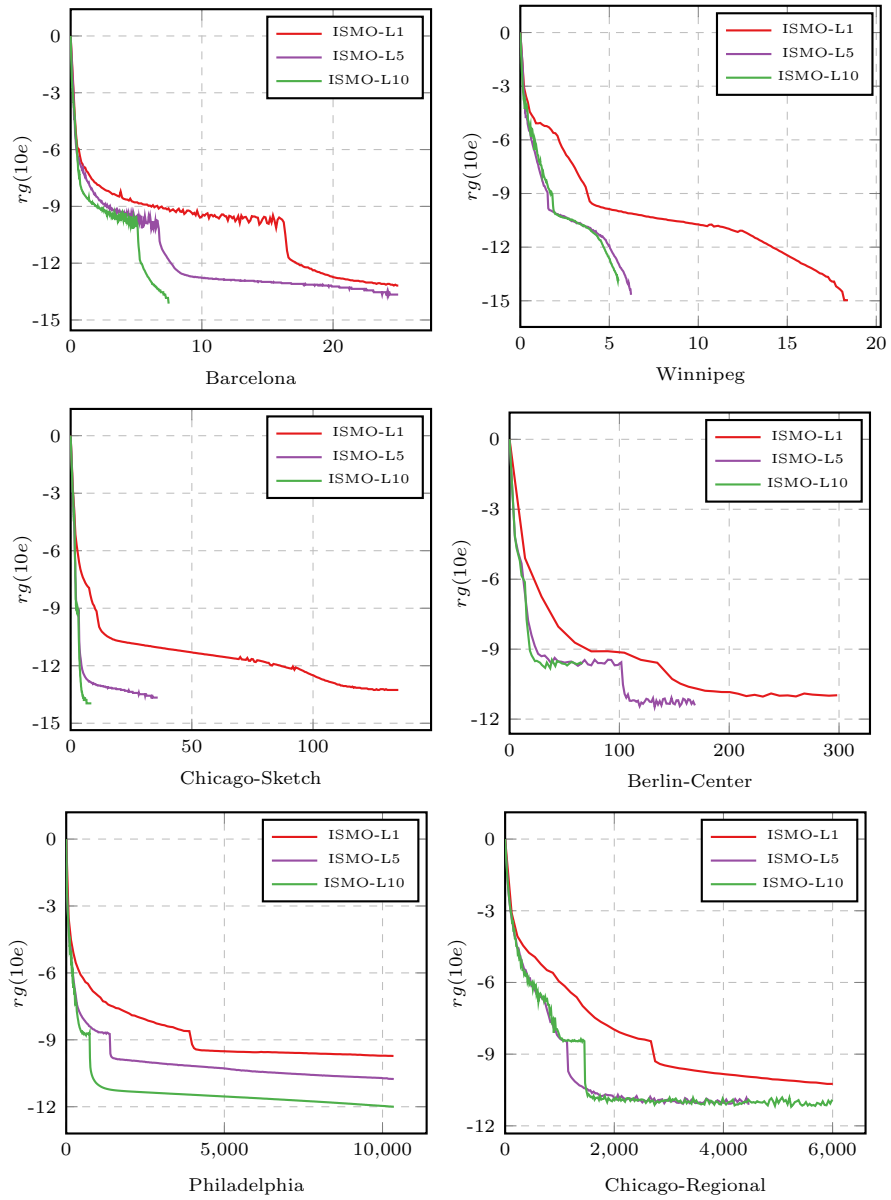 ISMO-L1
ISMO-L5
ISMO-L10
0
-3
-6
-9
-12
-15
rg(10e)
0
10
20
Barcelona
ISMO-L1
ISMO-L5
ISMO-L10
0
-3
-6
-9
-12
-15
rg(10e)
0
5
10
15
20
Winnipeg
ISMO-L1
ISMO-L5
ISMO-L10
0
-3
-6
-9
-12
-15
rg(10e)
0
50
100
Chicago-Sketch
ISMO-L1
ISMO-L5
ISMO-L10
0
-3
-6
-9
-12
rg(10e)
0
100
200
300
Berlin-Center
ISMO-L1
ISMO-L5
ISMO-L10
0
-3
-6
-9
-12
rg(10e)
0
5,000
10,000
Philadelphia
ISMO-L1
ISMO-L5
ISMO-L10
0
-3
-6
-9
-12
rg(10e)
0
2,000
4,000
6,000
Chicago-Regional